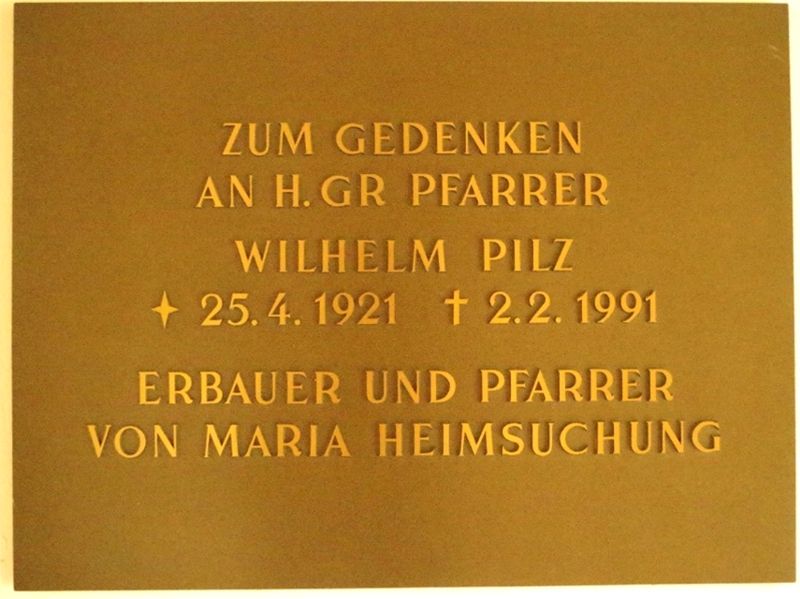 ZUM GEDENKEN
AN H. GR PFARRER
WILHELM PILZ
✦ 25. 4. 1921 † 2. 2. 1991
ERBAUER UND PFARRER
VON MARIA HEIMSUCHUNG